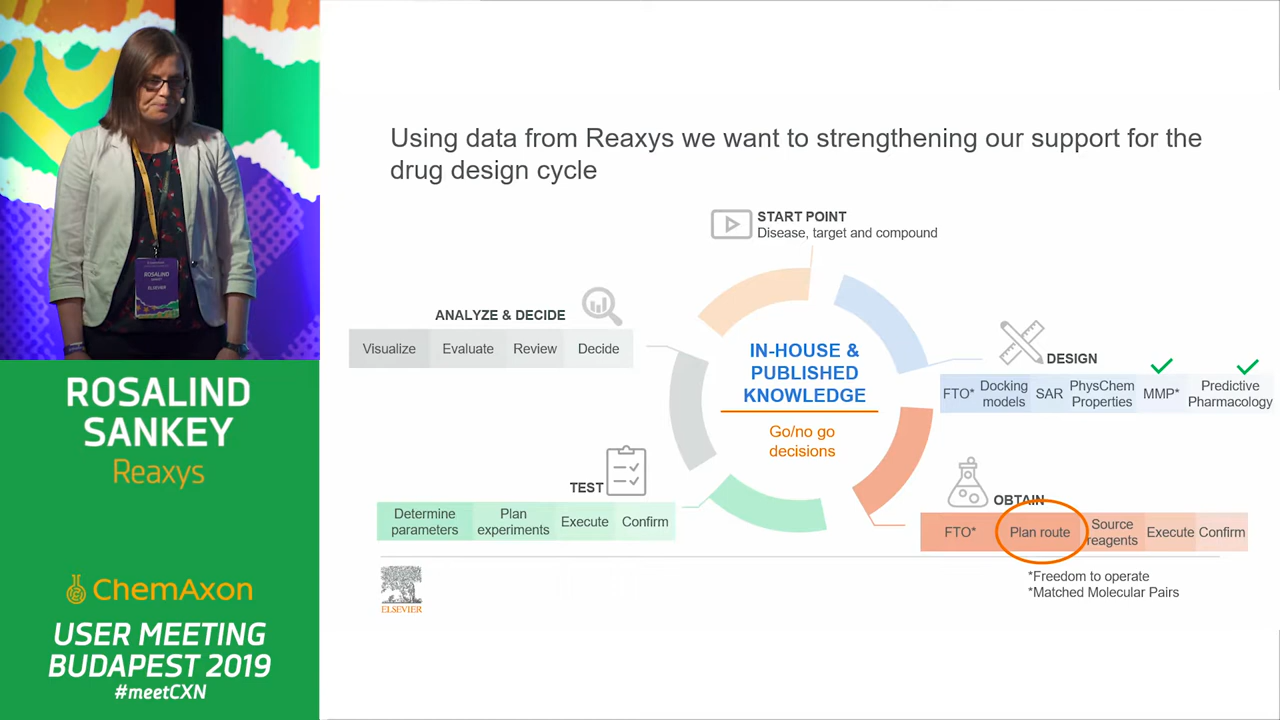 Using data from Reaxys we want to strengthening our support for the
drug design cycle
START POINT
Disease, target and compound
ANALYZE & DECIDE
Visualize Evaluate Review Decide
IN-HOUSE &
PUBLISHED
KNOWLEDGE
Go/no go
decisions
DESIGN
FTO* Docking models SAR PhysChem Properties MMP* Predictive Pharmacology
TEST
Determine parameters Plan experiments Execute Confirm
OBTAIN
FTO* Plan route Source reagents Execute Confirm
*Freedom to operate
*Matched Molecular Pairs
ELSEVIER
ROSALIND
ELSEVIER
ROSALIND
SANKEY
Reaxys
ChemAxon
USER MEETING
BUDAPEST 2019
#meetCXN